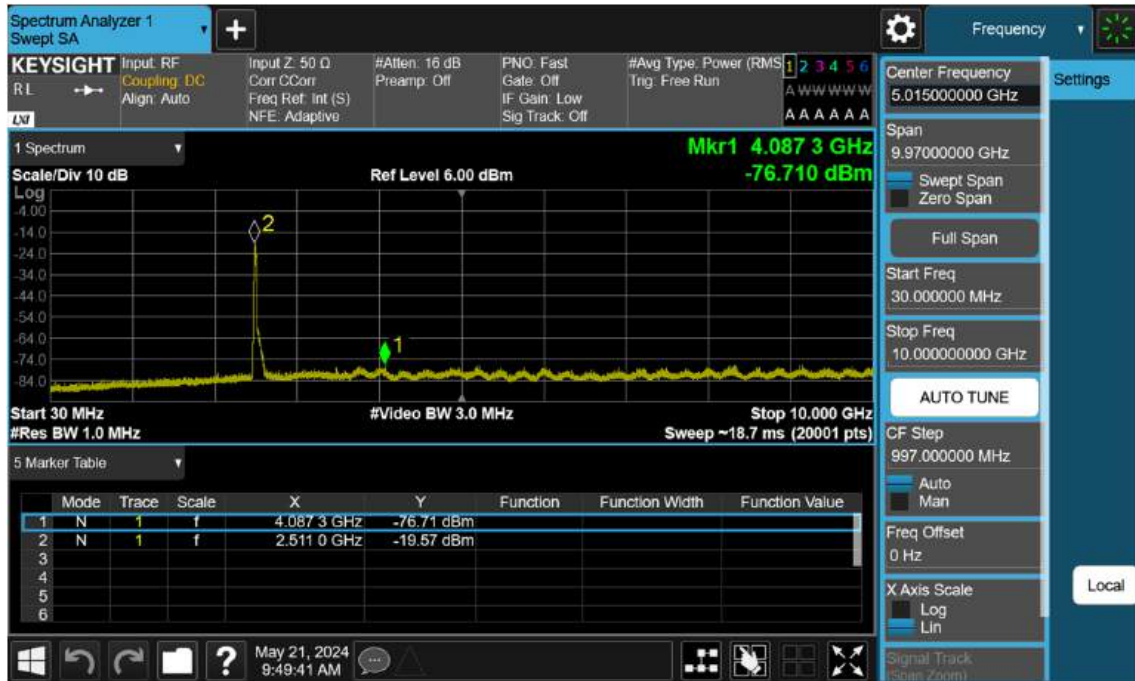 Spectrum Analyzer 1
Swept SA
Frequency
KEYSIGHT
RL
LXI
Input: RF
Coupling: DC
Align: Auto
Input Z: 50 Ω
Corr CCorr
Freq Ref: Int (S)
NFE: Adaptive
#Atten: 16 dB
Preamp: Off
PNO: Fast
Gate: Off
IF Gain: Low
Sig Track: Off
#Avg Type: Power (RMS
Trig: Free Run
1 2 3 4 5 6
A W W W W W
A A A A A A
1 Spectrum
Mkr1 4.087 3 GHz
Scale/Div 10 dB
Ref Level 6.00 dBm
-76.710 dBm
Log
-4.00
-14.0
-24.0
-34.0
-44.0
-54.0
-64.0
-74.0
-84.0
2
1
Start 30 MHz
#Video BW 3.0 MHz
Stop 10.000 GHz
#Res BW 1.0 MHz
Sweep ~18.7 ms (20001 pts)
5 Marker Table
Mode Trace Scale X Y Function Function Width Function Value
1 N 1 f 4.087 3 GHz -76.71 dBm
2 N 1 f 2.511 0 GHz -19.57 dBm
3
4
5
6
Center Frequency
5.015000000 GHz
Settings
Span
9.97000000 GHz
Swept Span
Zero Span
Full Span
Start Freq
30.000000 MHz
Stop Freq
10.000000000 GHz
AUTO TUNE
CF Step
997.000000 MHz
Auto
Man
Freq Offset
0 Hz
X Axis Scale
Log
Lin
Local
Signal Track
(Span Zoom)
?
May 21, 2024
9:49:41 AM